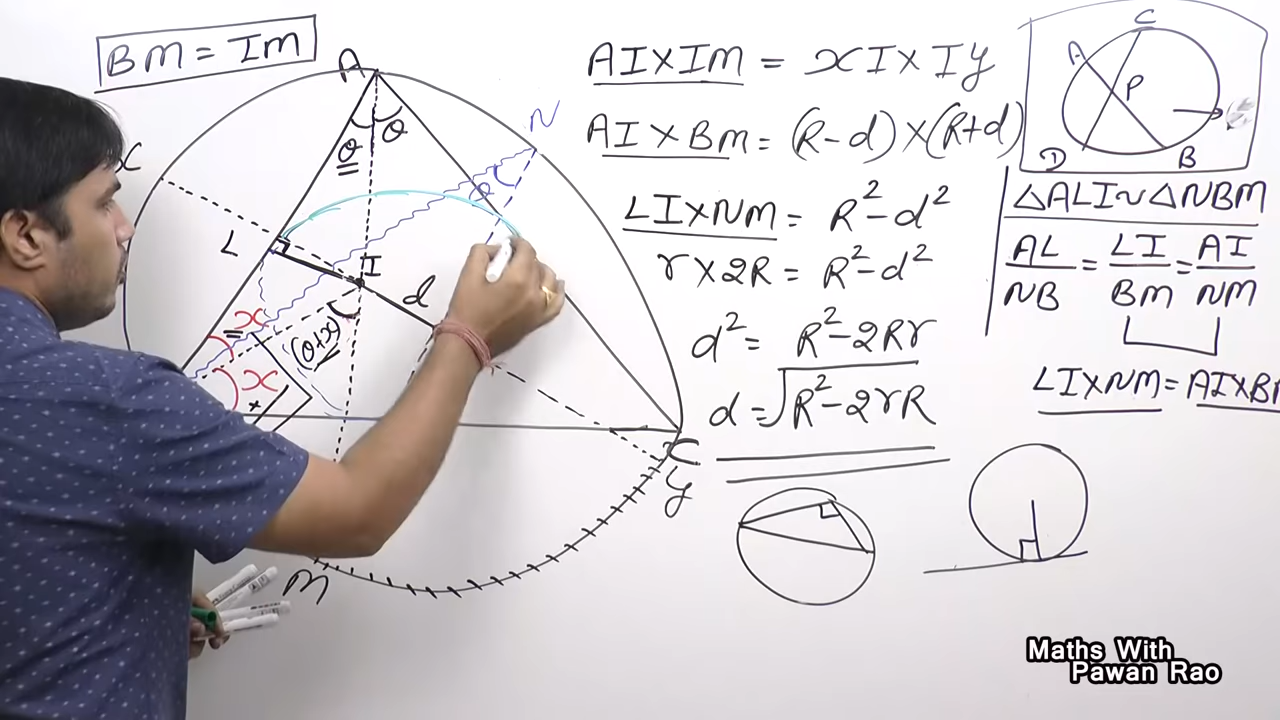 BM = IM
A
θ
θ
N
X
L
I
d
x
x
(θ+x)
C
Y
M
AI × IM = XI × IY
AI × BM = (R-d) × (R+d)
LI × NM = R² - d²
r × 2R = R² - d²
d² = R² - 2Rr
d = √R² - 2rR
C
A
P
D
B
△ALI ~ △NBM
AL/NB = LI/BM = AI/NM
LI × NM = AI × BM
Maths With
Pawan Rao